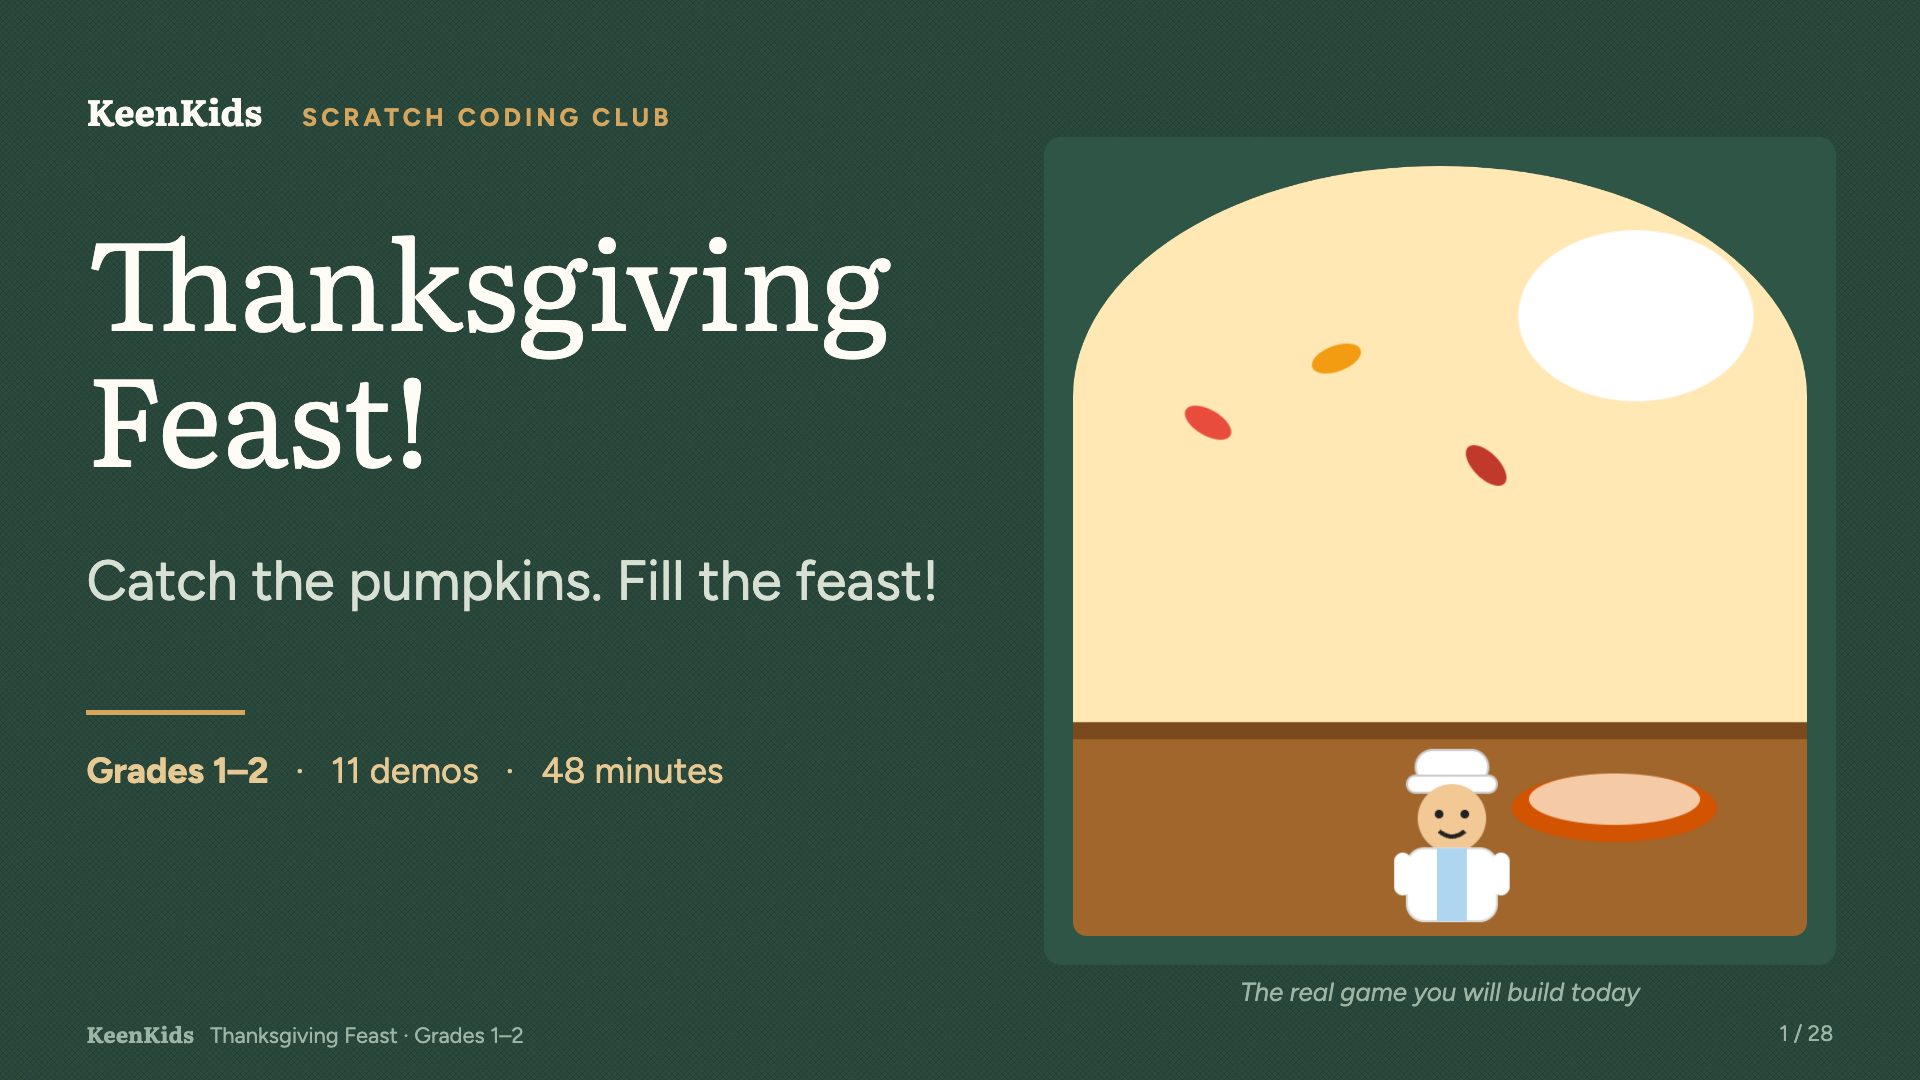 KeenKids SCRATCH CODING CLUB
Thanksgiving
Feast!
Catch the pumpkins. Fill the feast!
Grades 1–2 · 11 demos · 48 minutes
The real game you will build today
KeenKids Thanksgiving Feast · Grades 1–2
1 / 28